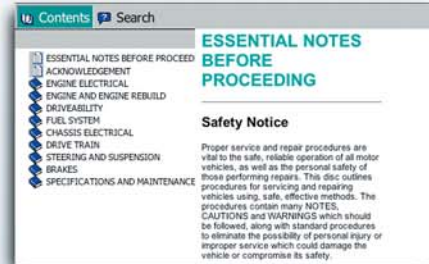 Contents Search
ESSENTIAL NOTES BEFORE PROCEED
ACKNOWLEDGEMENT
ENGINE ELECTRICAL
ENGINE AND ENGINE REBUILD
DRIVEABILITY
FUEL SYSTEM
CHASSIS ELECTRICAL
DRIVE TRAIN
STEERING AND SUSPENSION
BRAKES
SPECIFICATIONS AND MAINTENANCE
ESSENTIAL NOTES
BEFORE
PROCEEDING
Safety Notice
Proper service and repair procedures are
vital to the safe, reliable operation of all motor
vehicles, as well as the personal safety of
those performing repairs. This disc outlines
procedures for servicing and repairing
vehicles using, safe, effective methods. The
procedures contain many NOTES,
CAUTIONS and WARNINGS which should
be followed, along with standard procedures
to eliminate the possibility of personal injury or
improper service which could damage the
vehicle or compromise its safety.